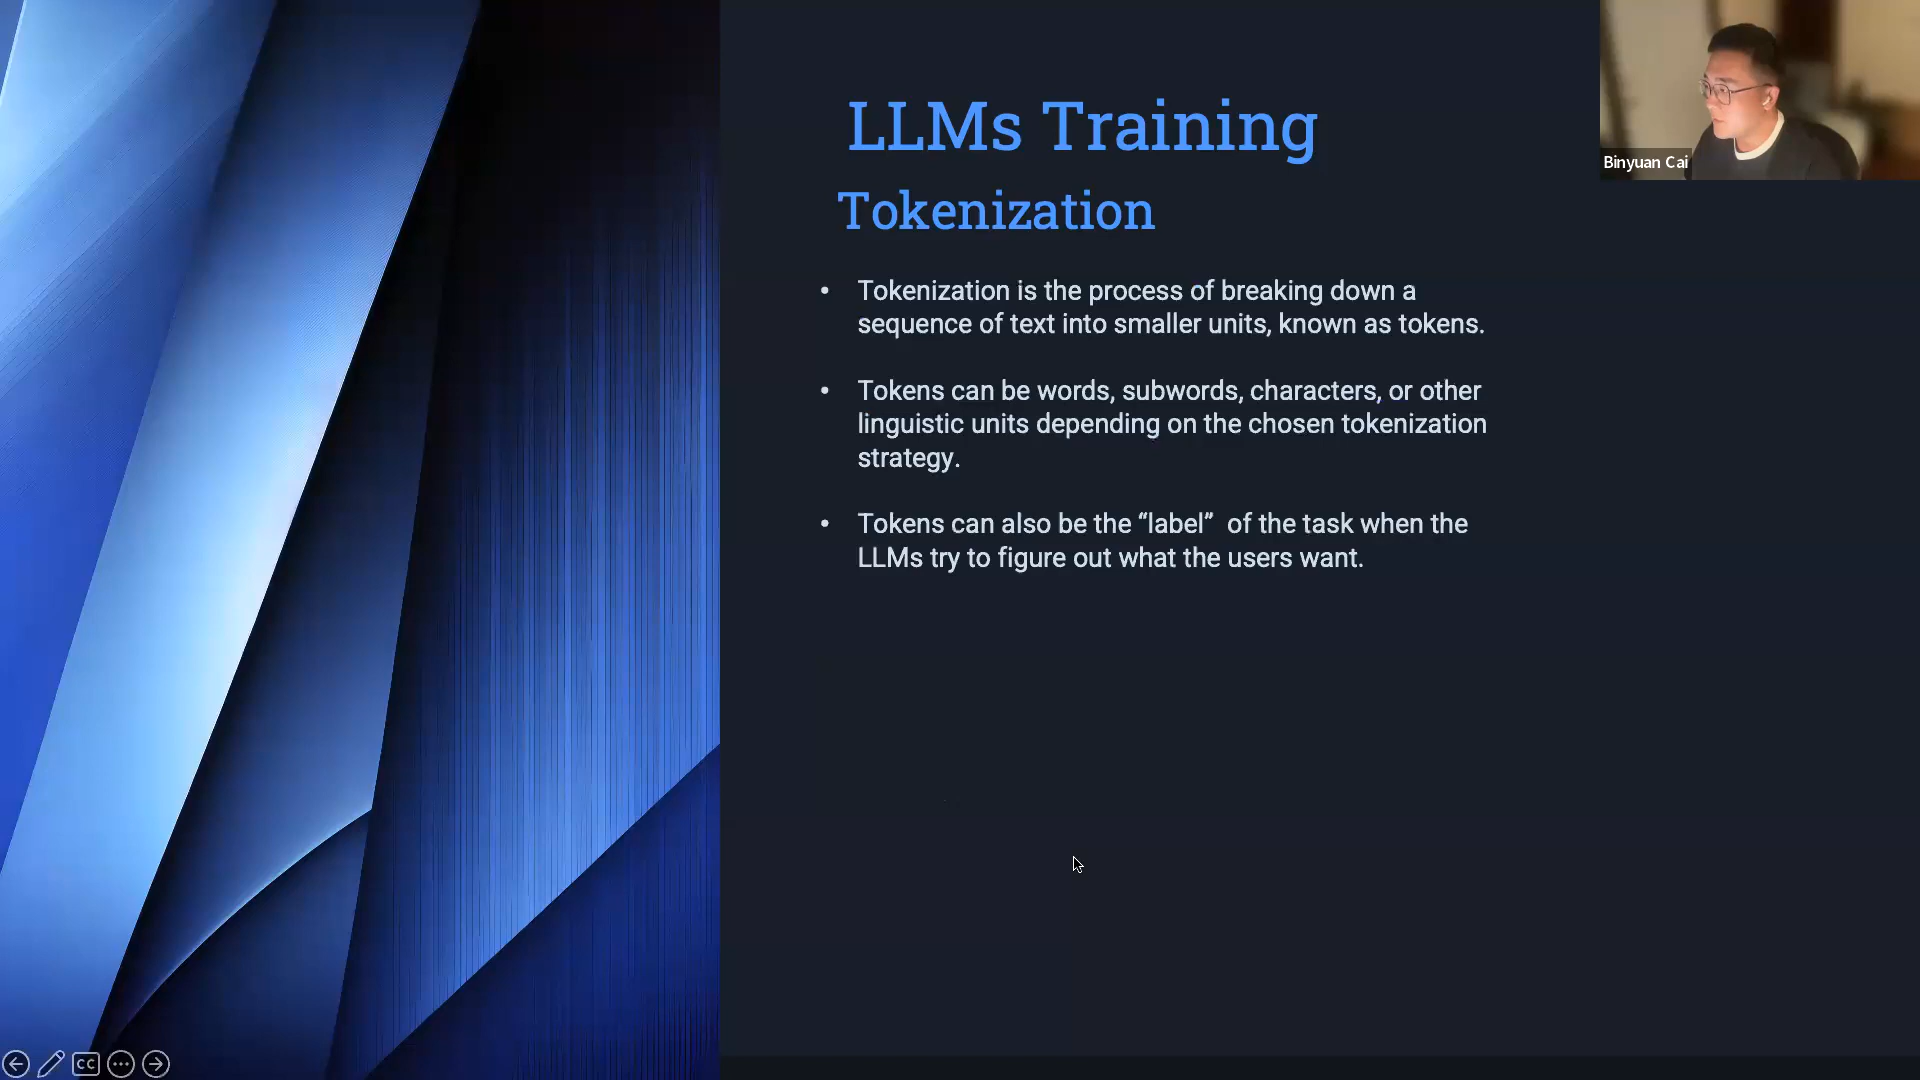 LLMs Training
Tokenization
• Tokenization is the process of breaking down a
sequence of text into smaller units, known as tokens.
• Tokens can be words, subwords, characters, or other
linguistic units depending on the chosen tokenization
strategy.
• Tokens can also be the “label”  of the task when the
LLMs try to figure out what the users want.
Binyuan Cai
CC